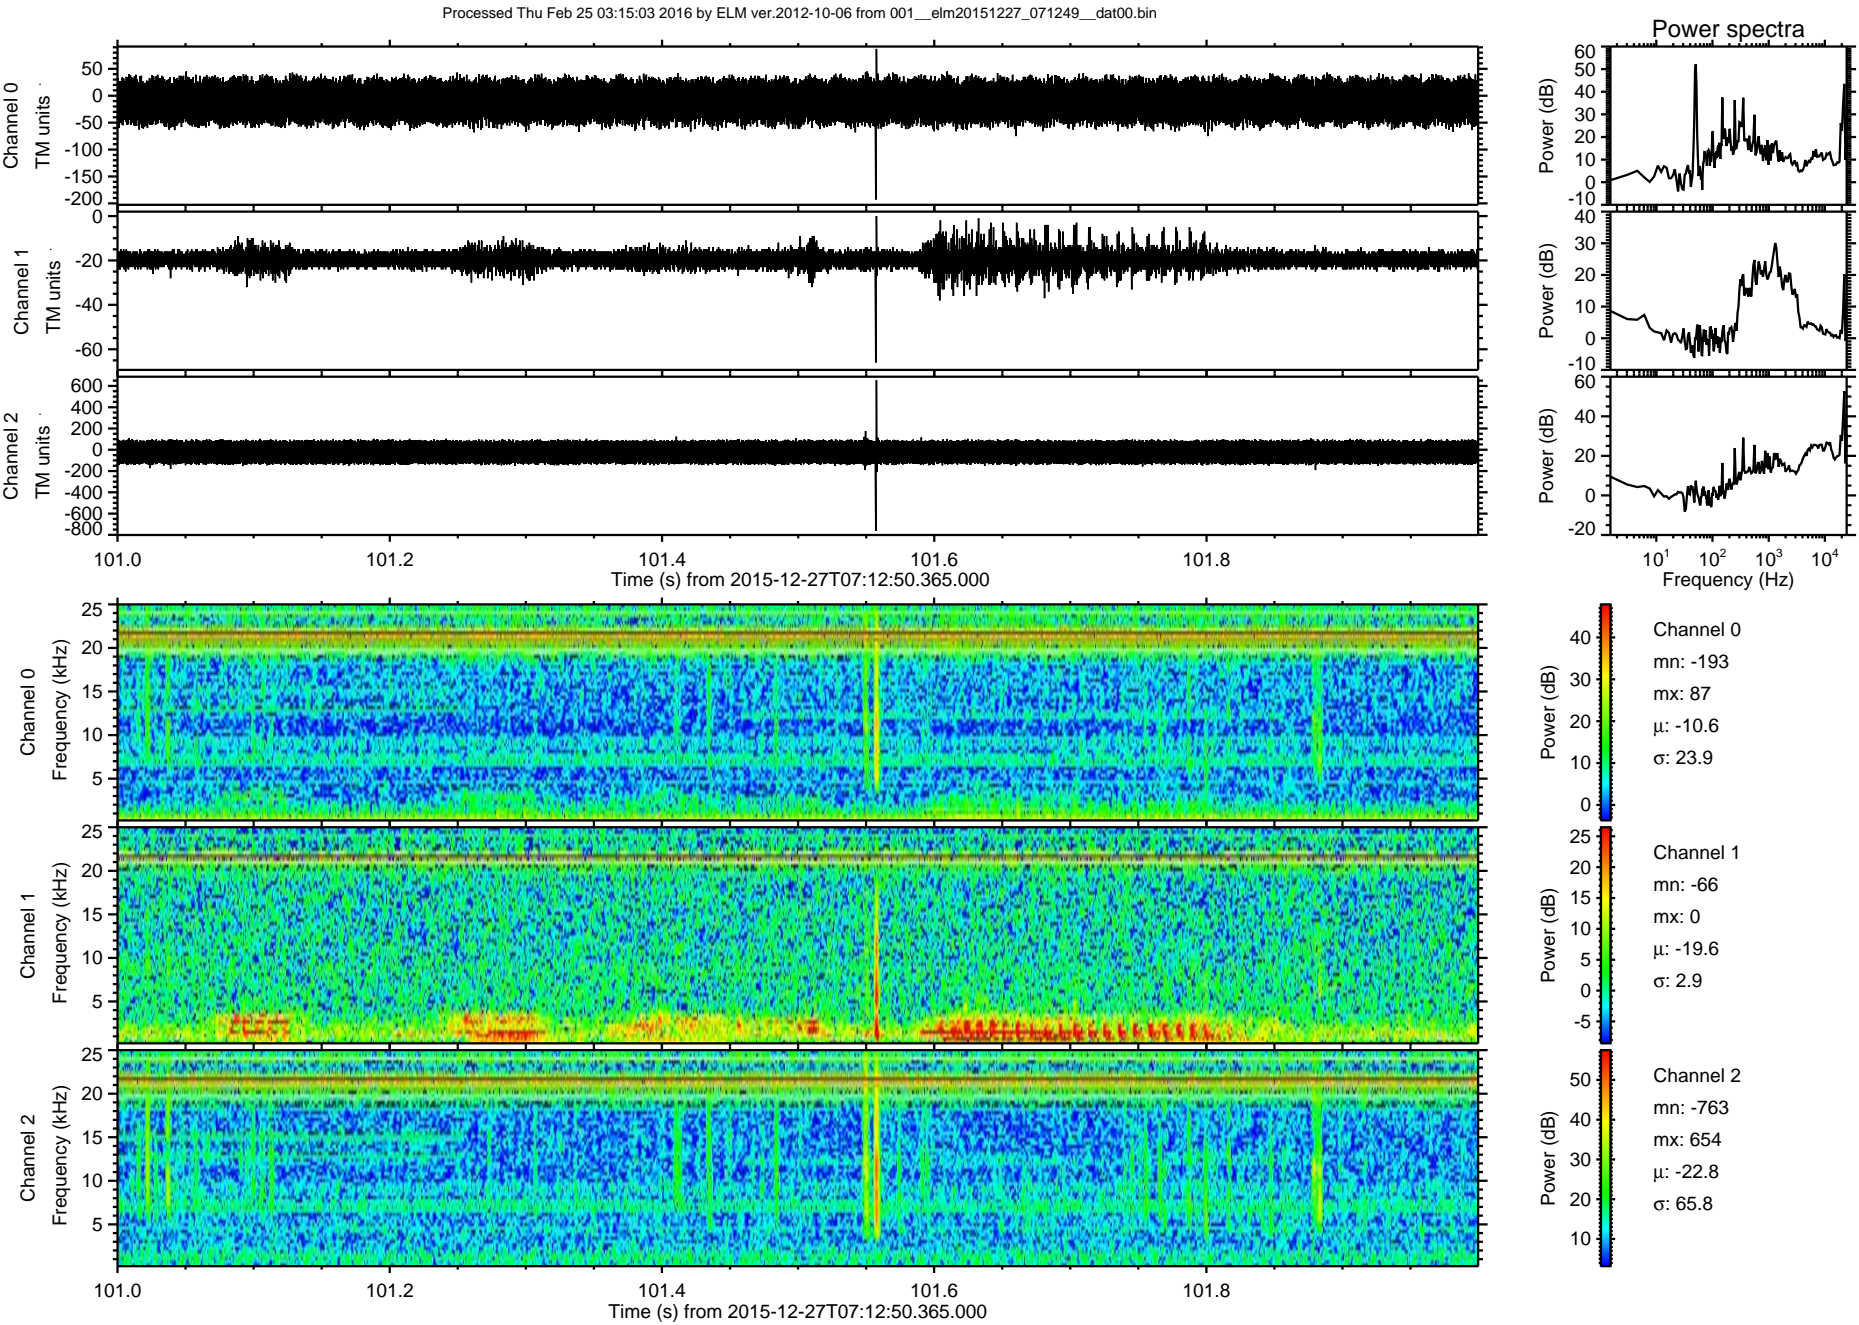 Processed Thu Feb 25 03:15:03 2016 by ELM ver.2012-10-06 from 001__elm20151227_071249__dat00.bin
Power spectra
Channel 0
TM units
50
0
-50
-100
-150
-200
Power (dB)
60
50
40
30
20
10
0
-10
Channel 1
TM units
0
-20
-40
-60
Power (dB)
40
30
20
10
0
-10
Channel 2
TM units
600
400
200
0
-200
-400
-600
-800
Power (dB)
60
40
20
0
-20
101.0 101.2 101.4 101.6 101.8
Time (s) from 2015-12-27T07:12:50.365.000
10^1 10^2 10^3 10^4
Frequency (Hz)
Channel 0
Frequency (kHz)
25
20
15
10
5
Power (dB)
40
30
20
10
0
Channel 0
mn: -193
mx: 87
μ: -10.6
σ: 23.9
Channel 1
Frequency (kHz)
25
20
15
10
5
Power (dB)
25
20
15
10
5
0
-5
Channel 1
mn: -66
mx: 0
μ: -19.6
σ: 2.9
Channel 2
Frequency (kHz)
25
20
15
10
5
Power (dB)
50
40
30
20
10
Channel 2
mn: -763
mx: 654
μ: -22.8
σ: 65.8
101.0 101.2 101.4 101.6 101.8
Time (s) from 2015-12-27T07:12:50.365.000